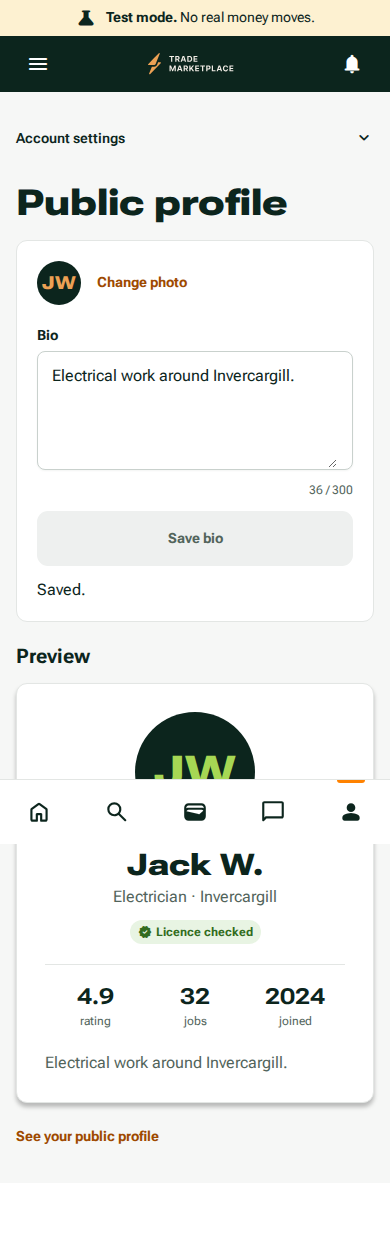 Test mode. No real money moves.
TRADE
MARKETPLACE
Account settings
Public profile
JW
Change photo
Bio
Electrical work around Invercargill.
36 / 300
Save bio
Saved.
Preview
JW
Jack W.
Electrician · Invercargill
Licence checked
4.9 32 2024
rating jobs joined
Electrical work around Invercargill.
See your public profile